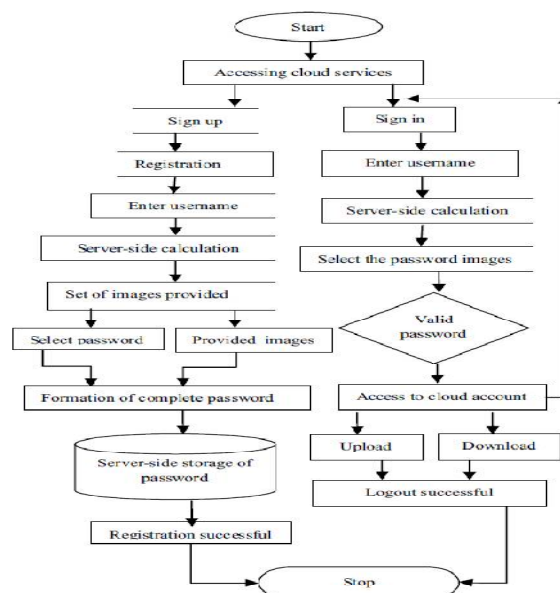 Start
Accessing cloud services
Sign up
Sign in
Registration
Enter username
Enter username
Server-side calculation
Server-side calculation
Select the password images
Set of images provided
Valid
password
Select password
Provided images
Formation of complete password
Access to cloud account
Upload
Download
Server-side storage of
password
Logout successful
Registration successful
Stop